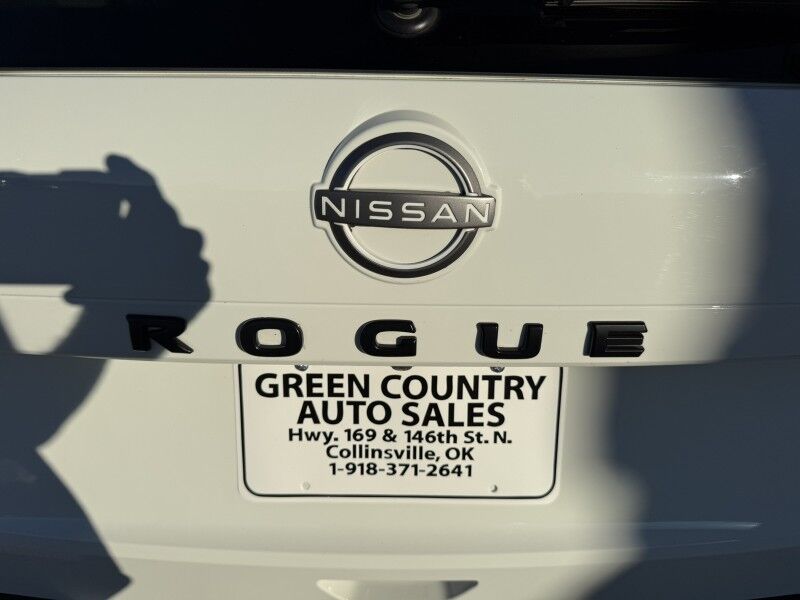 NISSAN
ROGUE
GREEN COUNTRY
AUTO SALES
Hwy. 169 & 146th St. N.
Collinsville, OK
1-918-371-2641